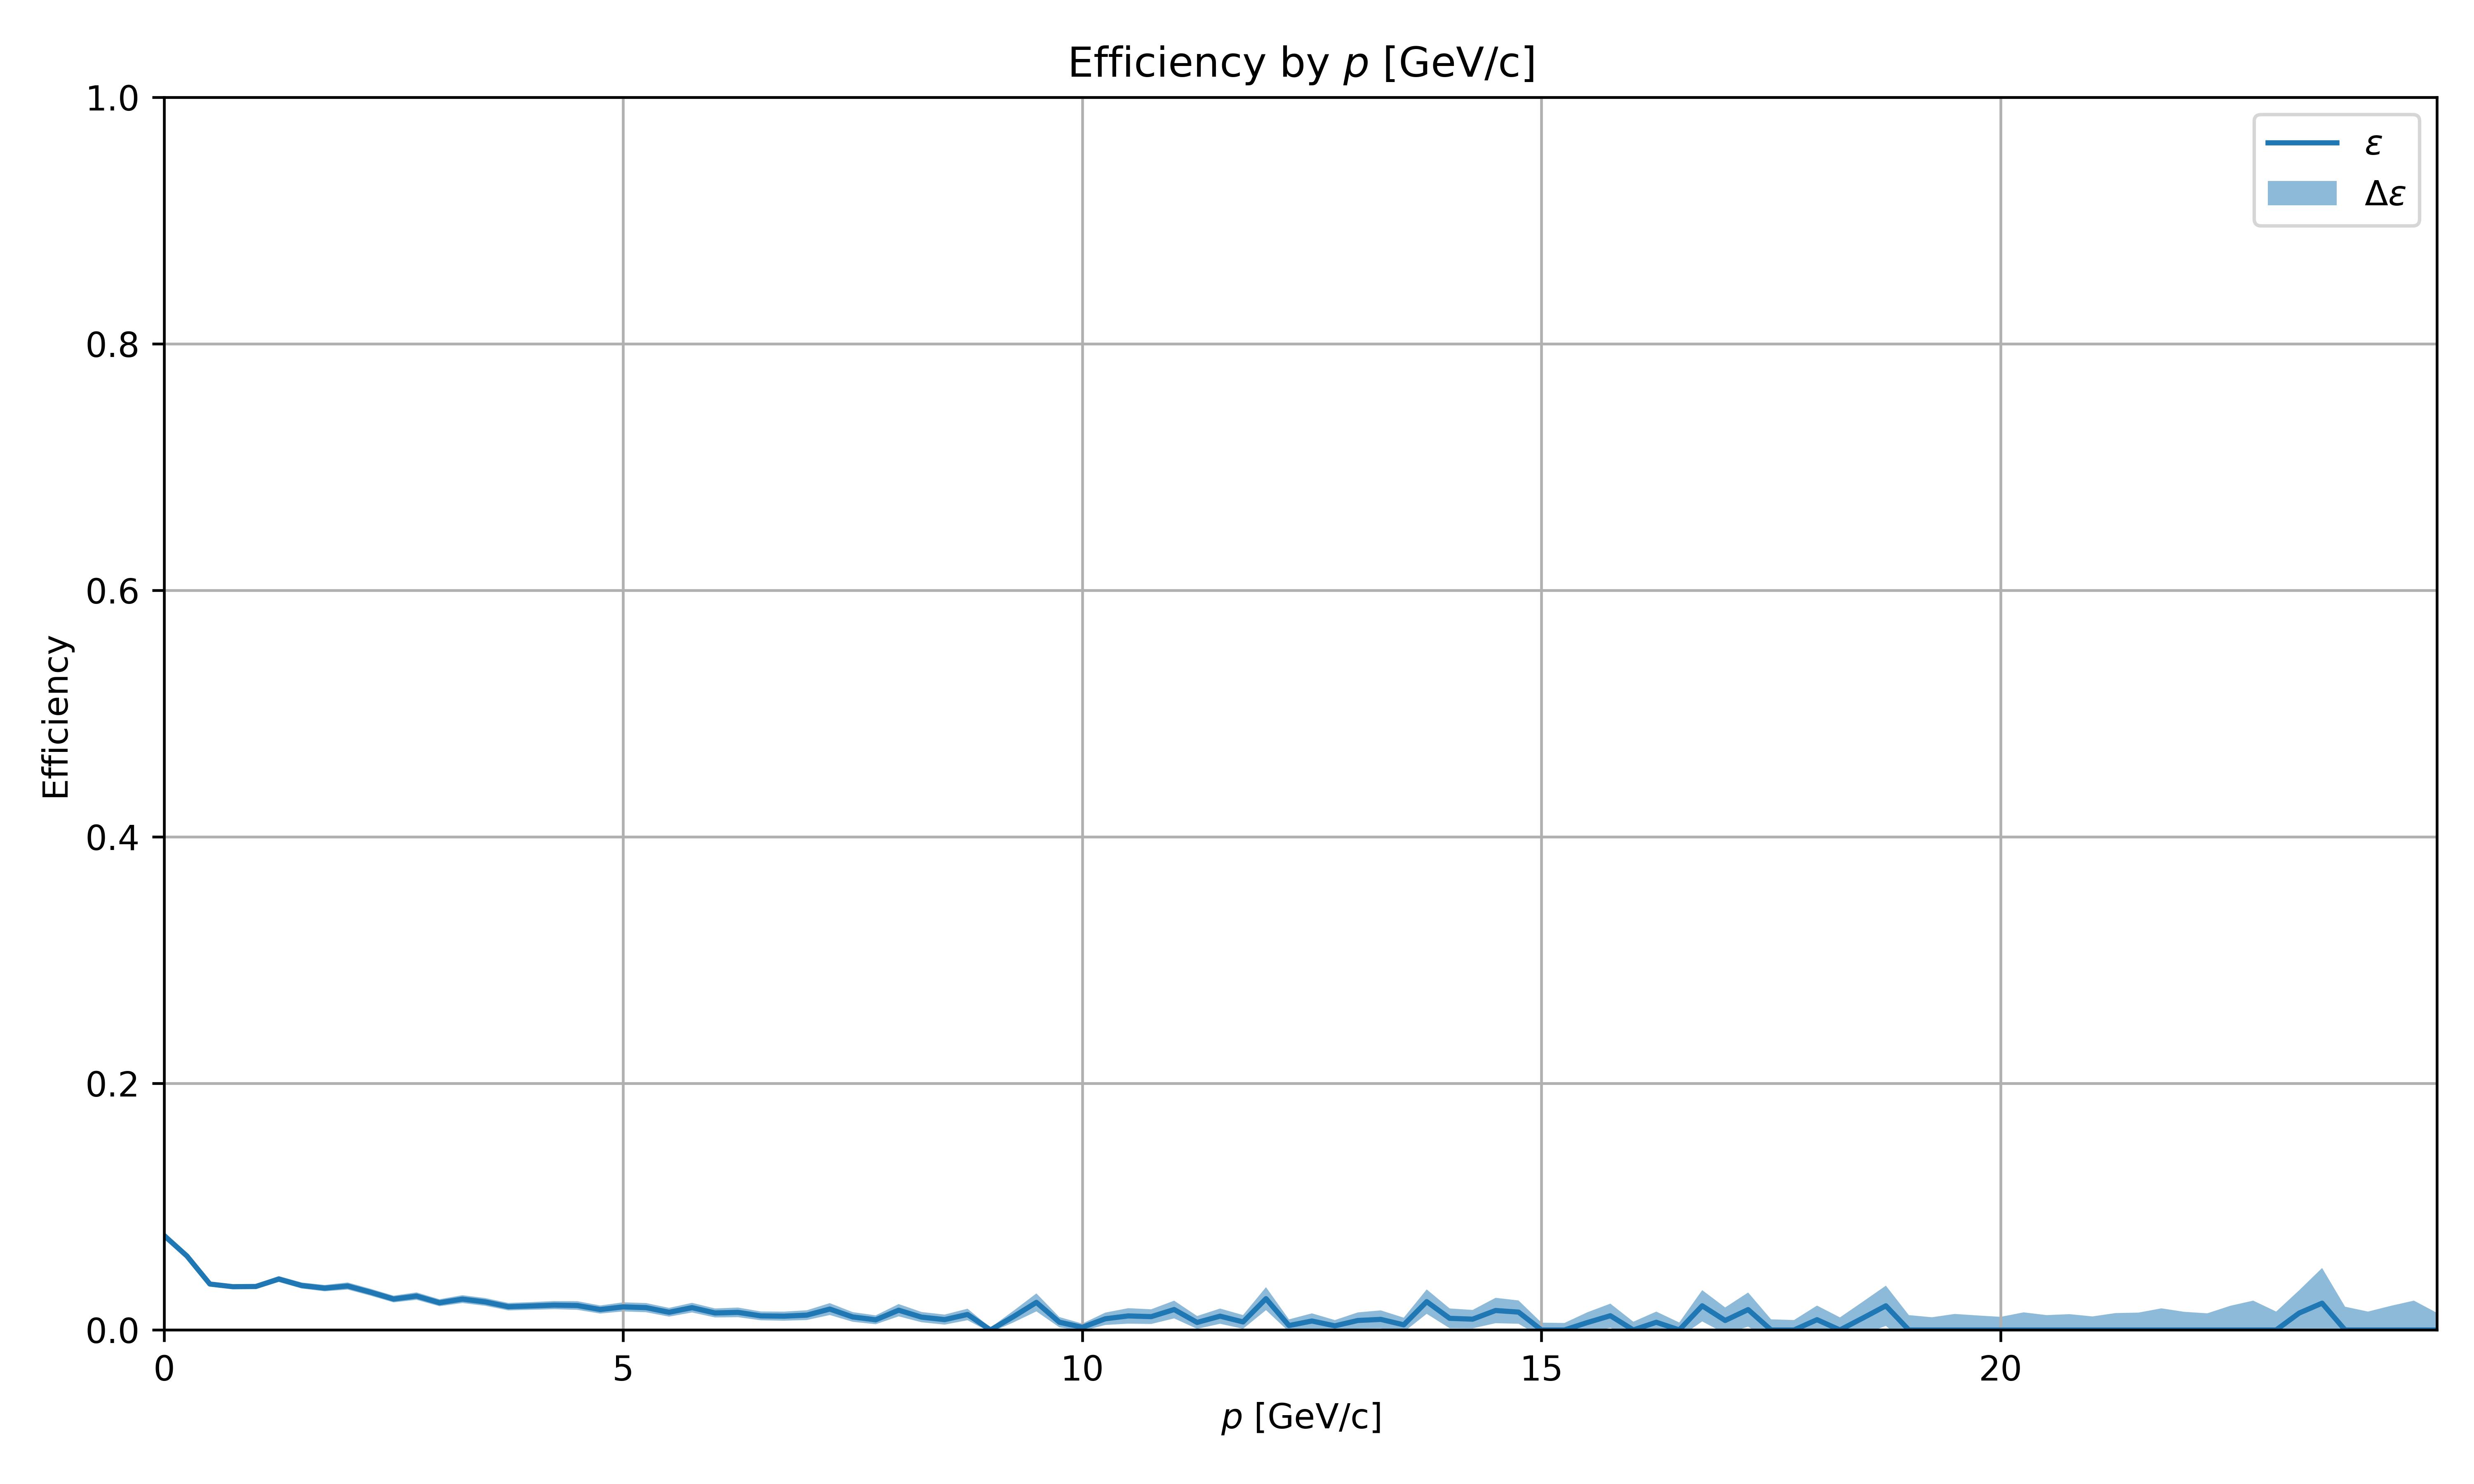 Efficiency by p [GeV/c]
1.0
0.8
0.6
0.4
0.2
0.0
Efficiency
ε
Δε
0 5 10 15 20
p [GeV/c]